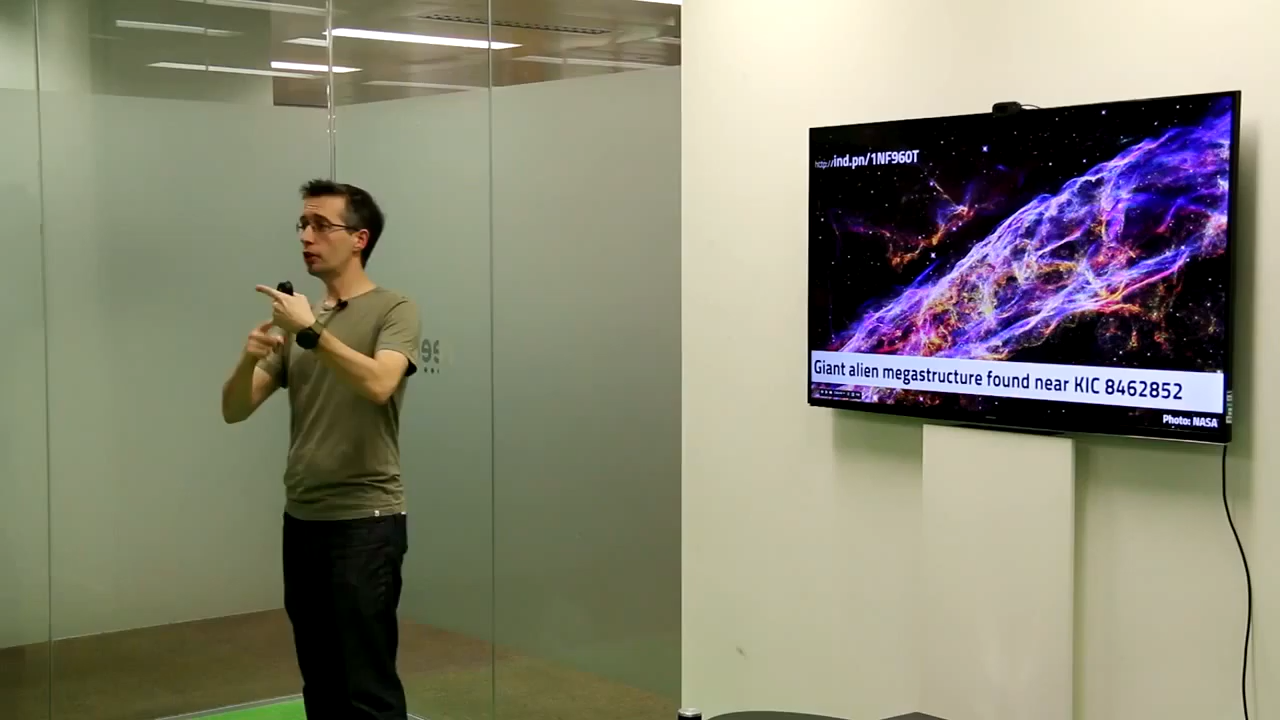 http://ind.pn/1NF960T
Giant alien megastructure found near KIC 8462852
Photo: NASA